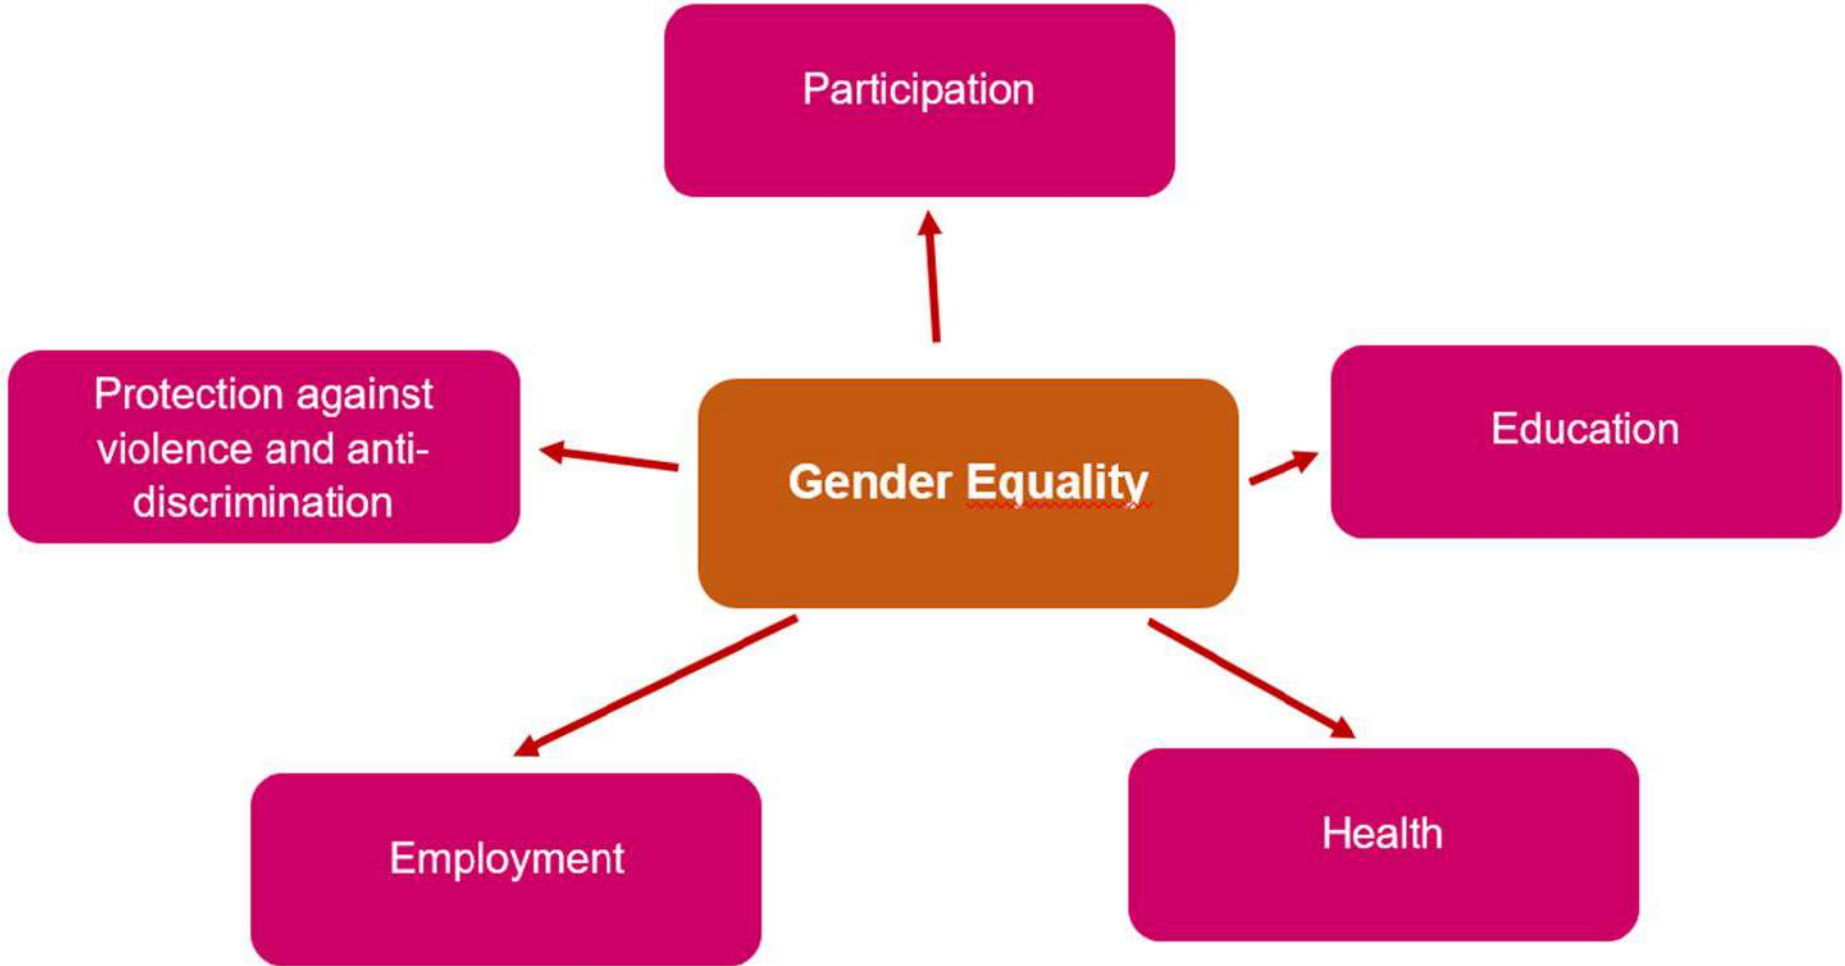 Participation
Protection against
violence and anti-
discrimination
Gender Equality
Education
Employment
Health